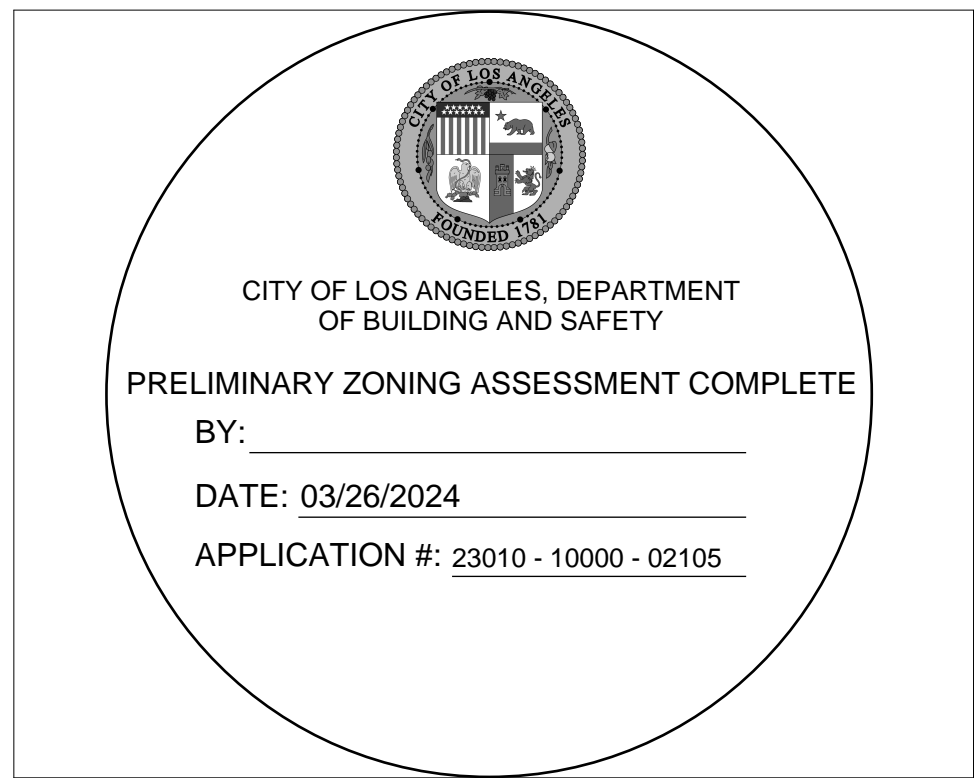 CITY OF LOS ANGELES
FOUNDED 1781
CITY OF LOS ANGELES, DEPARTMENT
OF BUILDING AND SAFETY
PRELIMINARY ZONING ASSESSMENT COMPLETE
BY:
DATE: 03/26/2024
APPLICATION #: 23010 - 10000 - 02105